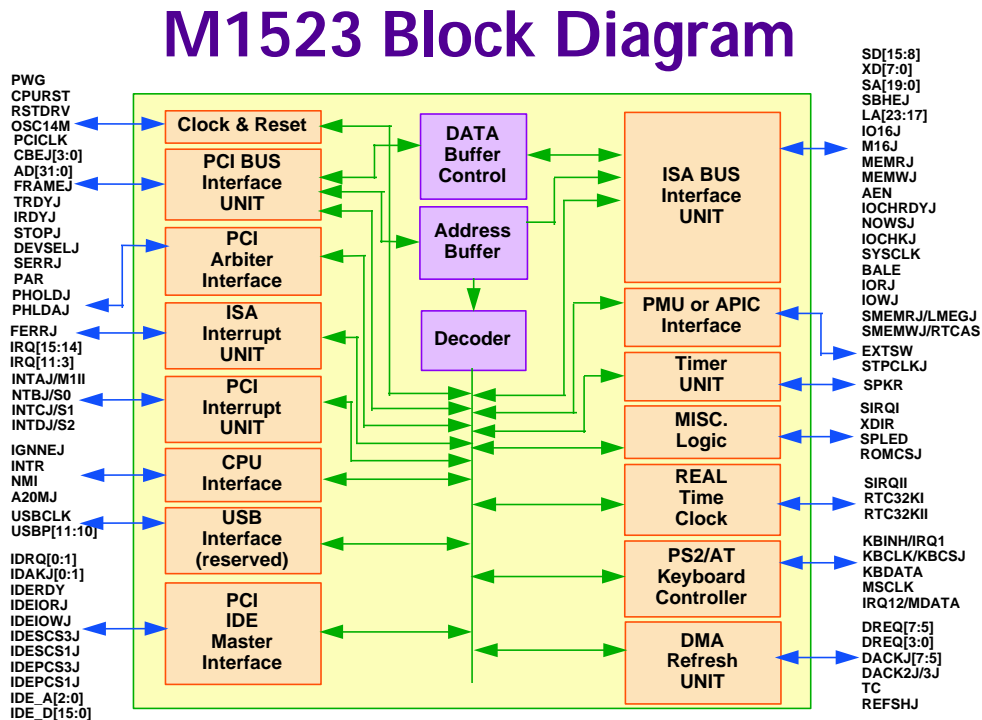 M1523 Block Diagram
PWG
CPURST
RSTDRV
OSC14M
PCICLK
CBEJ[3:0]
AD[31:0]
FRAMEJ
TRDYJ
IRDYJ
STOPJ
DEVSELJ
SERRJ
PAR
PHOLDJ
PHLDAJ
FERRJ
IRQ[15:14]
IRQ[11:3]
INTAJ/M1II
NTBJ/S0
INTCJ/S1
INTDJ/S2
IGNNEJ
INTR
NMI
A20MJ
USBCLK
USBP[11:10]
IDRQ[0:1]
IDAKJ[0:1]
IDERDY
IDEIORJ
IDEIOWJ
IDESCS3J
IDESCS1J
IDEPCS3J
IDEPCS1J
IDE_A[2:0]
IDE_D[15:0]
Clock & Reset
PCI BUS
Interface
UNIT
PCI
Arbiter
Interface
ISA
Interrupt
UNIT
PCI
Interrupt
UNIT
CPU
Interface
USB
Interface
(reserved)
PCI
IDE
Master
Interface
DATA
Buffer
Control
Address
Buffer
Decoder
ISA BUS
Interface
UNIT
PMU or APIC
Interface
Timer
UNIT
MISC.
Logic
REAL
Time
Clock
PS2/AT
Keyboard
Controller
DMA
Refresh
UNIT
SD[15:8]
XD[7:0]
SA[19:0]
SBHEJ
LA[23:17]
IO16J
M16J
MEMRJ
MEMWJ
AEN
IOCHRDYJ
NOWSJ
IOCHKJ
SYSCLK
BALE
IORJ
IOWJ
SMEMRJ/LMEGJ
SMEMWJ/RTCAS
EXTSW
STPCLKJ
SPKR
SIRQI
XDIR
SPLED
ROMCSJ
SIRQII
RTC32KI
RTC32KII
KBINH/IRQ1
KBCLK/KBCSJ
KBDATA
MSCLK
IRQ12/MDATA
DREQ[7:5]
DREQ[3:0]
DACKJ[7:5]
DACK2J/3J
TC
REFSHJ